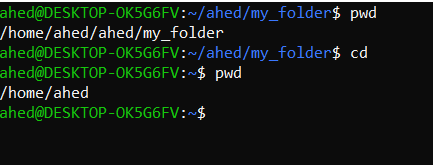 ahed@DESKTOP-OK5G6FV:~/ahed/my_folder$ pwd
/home/ahed/ahed/my_folder
ahed@DESKTOP-OK5G6FV:~/ahed/my_folder$ cd
ahed@DESKTOP-OK5G6FV:~$ pwd
/home/ahed
ahed@DESKTOP-OK5G6FV:~$